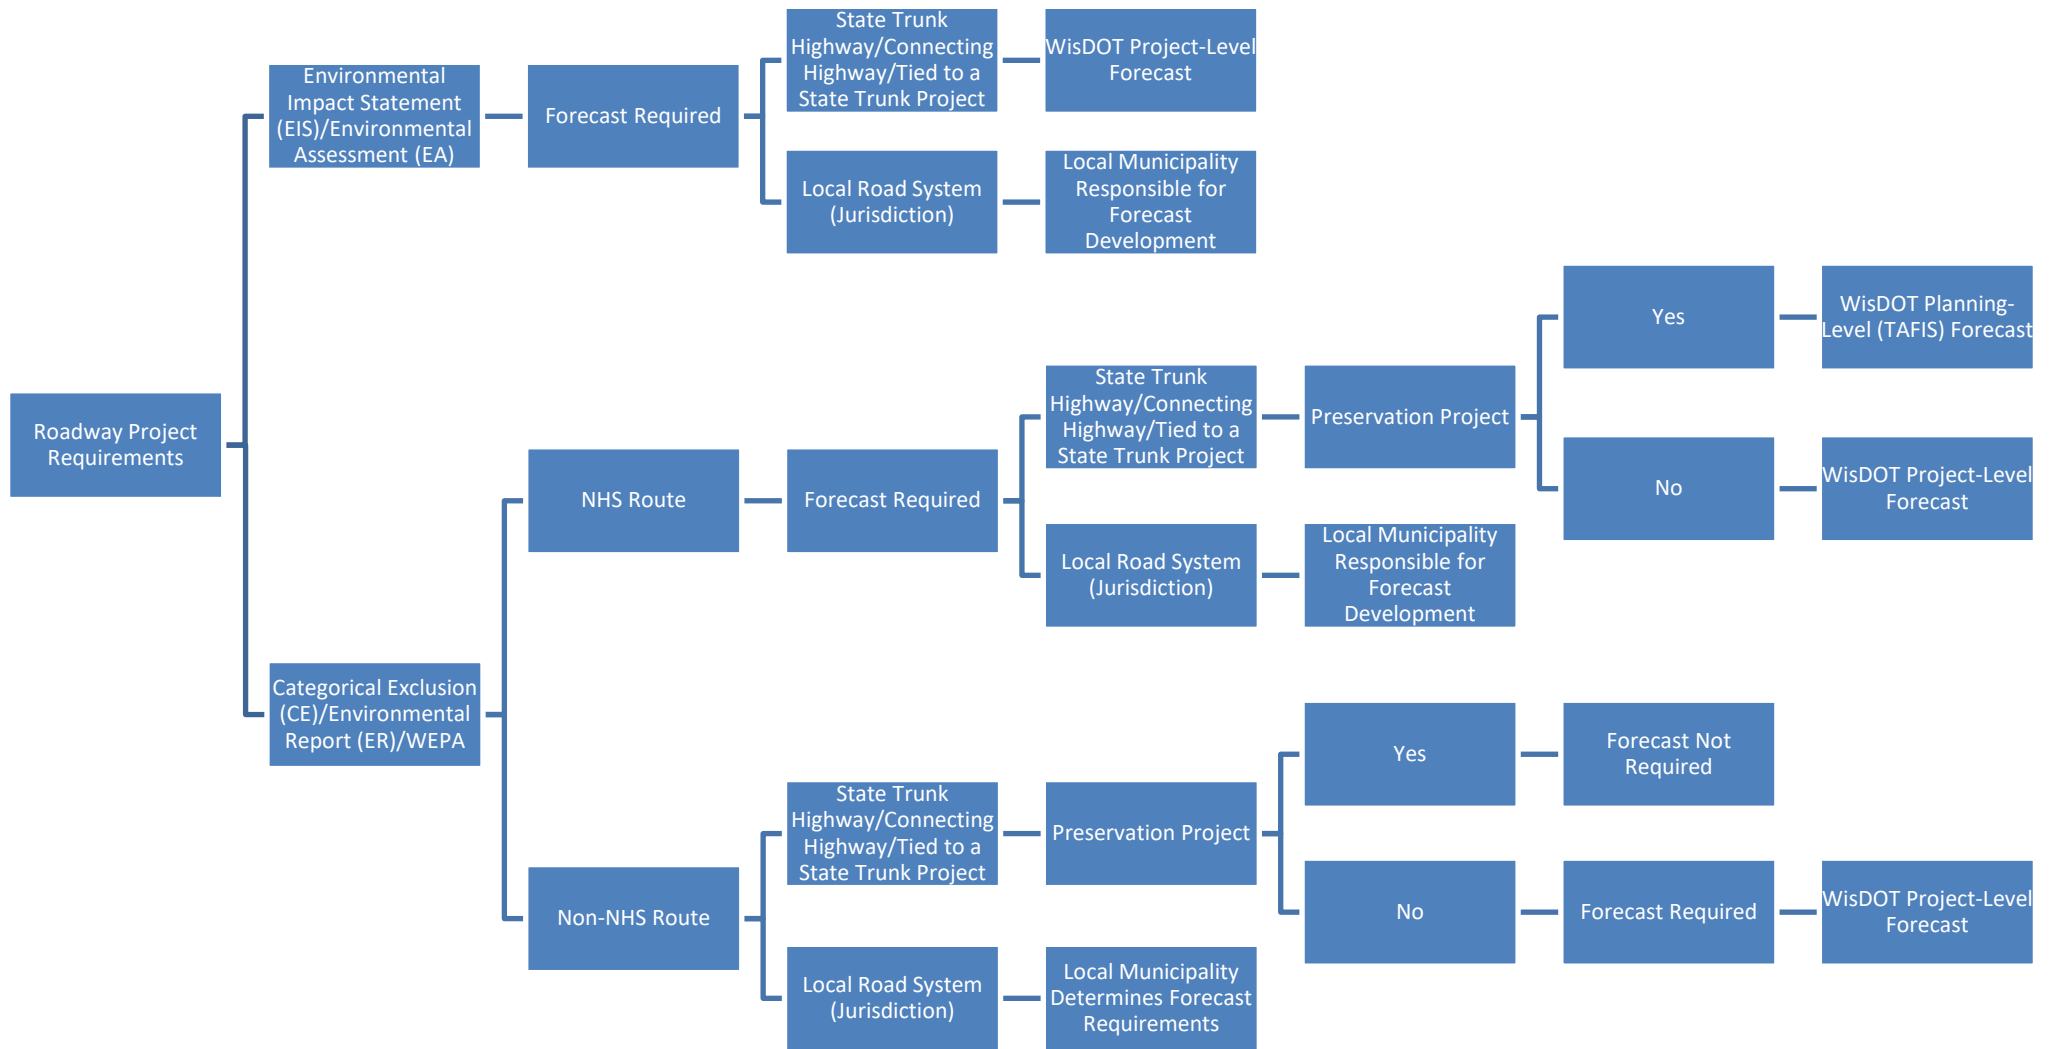 Environmental
Impact Statement
(EIS)/Environmental
Assessment (EA)
Forecast Required
State Trunk
Highway/Connecting
Highway/Tied to a
State Trunk Project
WisDOT Project-Level
Forecast
Local Road System
(Jurisdiction)
Local Municipality
Responsible for
Forecast
Development
Roadway Project
Requirements
Categorical Exclusion
(CE)/Environmental
Report (ER)/WEPA
NHS Route
Forecast Required
State Trunk
Highway/Connecting
Highway/Tied to a
State Trunk Project
Preservation Project
Yes
WisDOT Planning-
Level (TAFIS) Forecast
No
WisDOT Project-Level
Forecast
Local Road System
(Jurisdiction)
Local Municipality
Responsible for
Forecast
Development
Non-NHS Route
State Trunk
Highway/Connecting
Highway/Tied to a
State Trunk Project
Preservation Project
Yes
Forecast Not
Required
No
Forecast Required
WisDOT Project-Level
Forecast
Local Road System
(Jurisdiction)
Local Municipality
Determines Forecast
Requirements